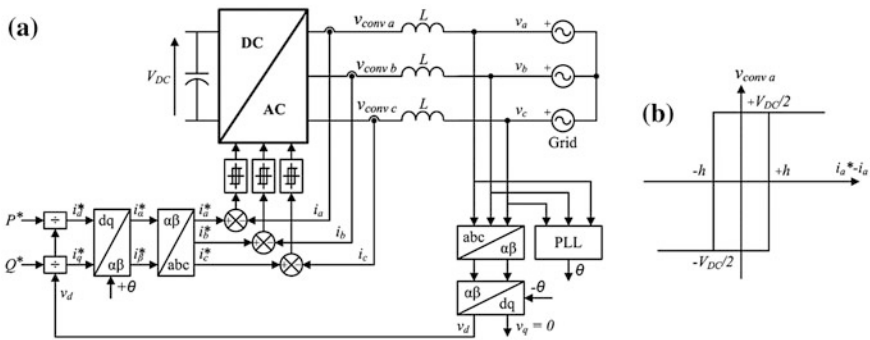 (a)
DC
AC
V_DC
v_conv a
L
v_a
+
v_conv b
L
v_b
+
v_conv c
L
v_c
+
Grid
i_a
i_b
i_c
P*
÷
i_d*
dq
αβ
i_α*
αβ
abc
i_a*
-
i_b*
-
i_c*
-
Q*
÷
i_q*
i_β*
+θ
v_d
abc
αβ
PLL
θ
αβ
dq
-θ
v_d
v_q = 0
(b)
v_conv a
+V_DC/2
-h
+h
i_a*-i_a
-V_DC/2